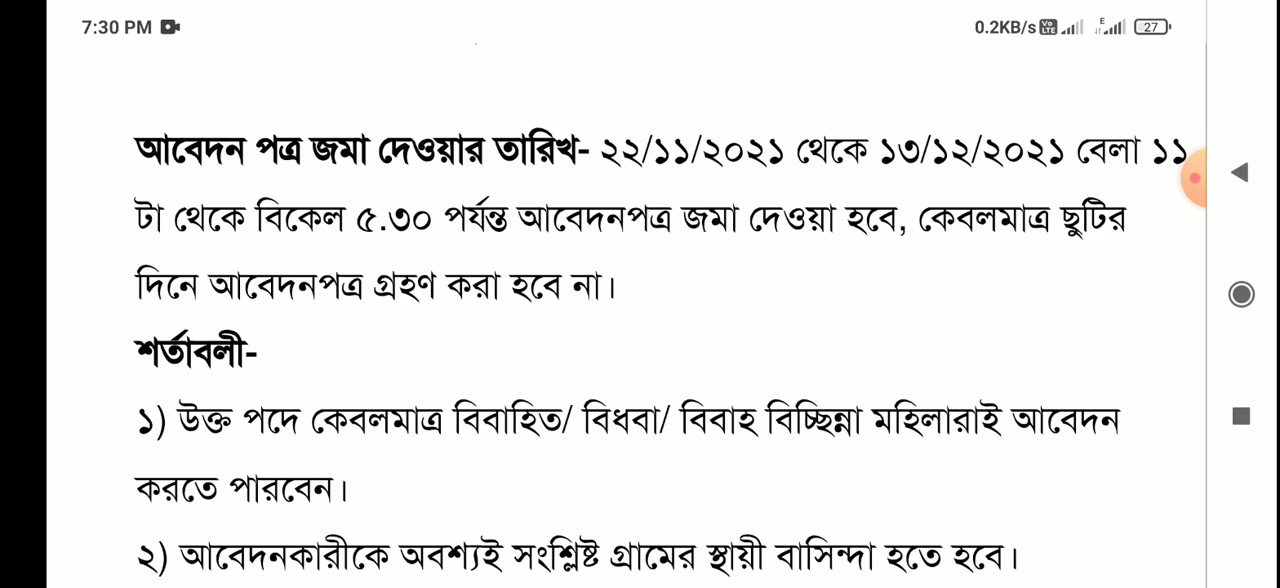 7:30 PM 0.2KB/s Vo LTE E 27
আবেদন পত্র জমা দেওয়ার তারিখ- ২২/১১/২০২১ থেকে ১৩/১২/২০২১ বেলা ১১
টা থেকে বিকেল ৫.৩০ পর্যন্ত আবেদনপত্র জমা দেওয়া হবে, কেবলমাত্র ছুটির
দিনে আবেদনপত্র গ্রহণ করা হবে না।
শর্তাবলী-
১) উক্ত পদে কেবলমাত্র বিবাহিত/ বিধবা/ বিবাহ বিচ্ছিন্না মহিলারাই আবেদন
করতে পারবেন।
২) আবেদনকারীকে অবশ্যই সংশ্লিষ্ট গ্রামের স্থায়ী বাসিন্দা হতে হবে।